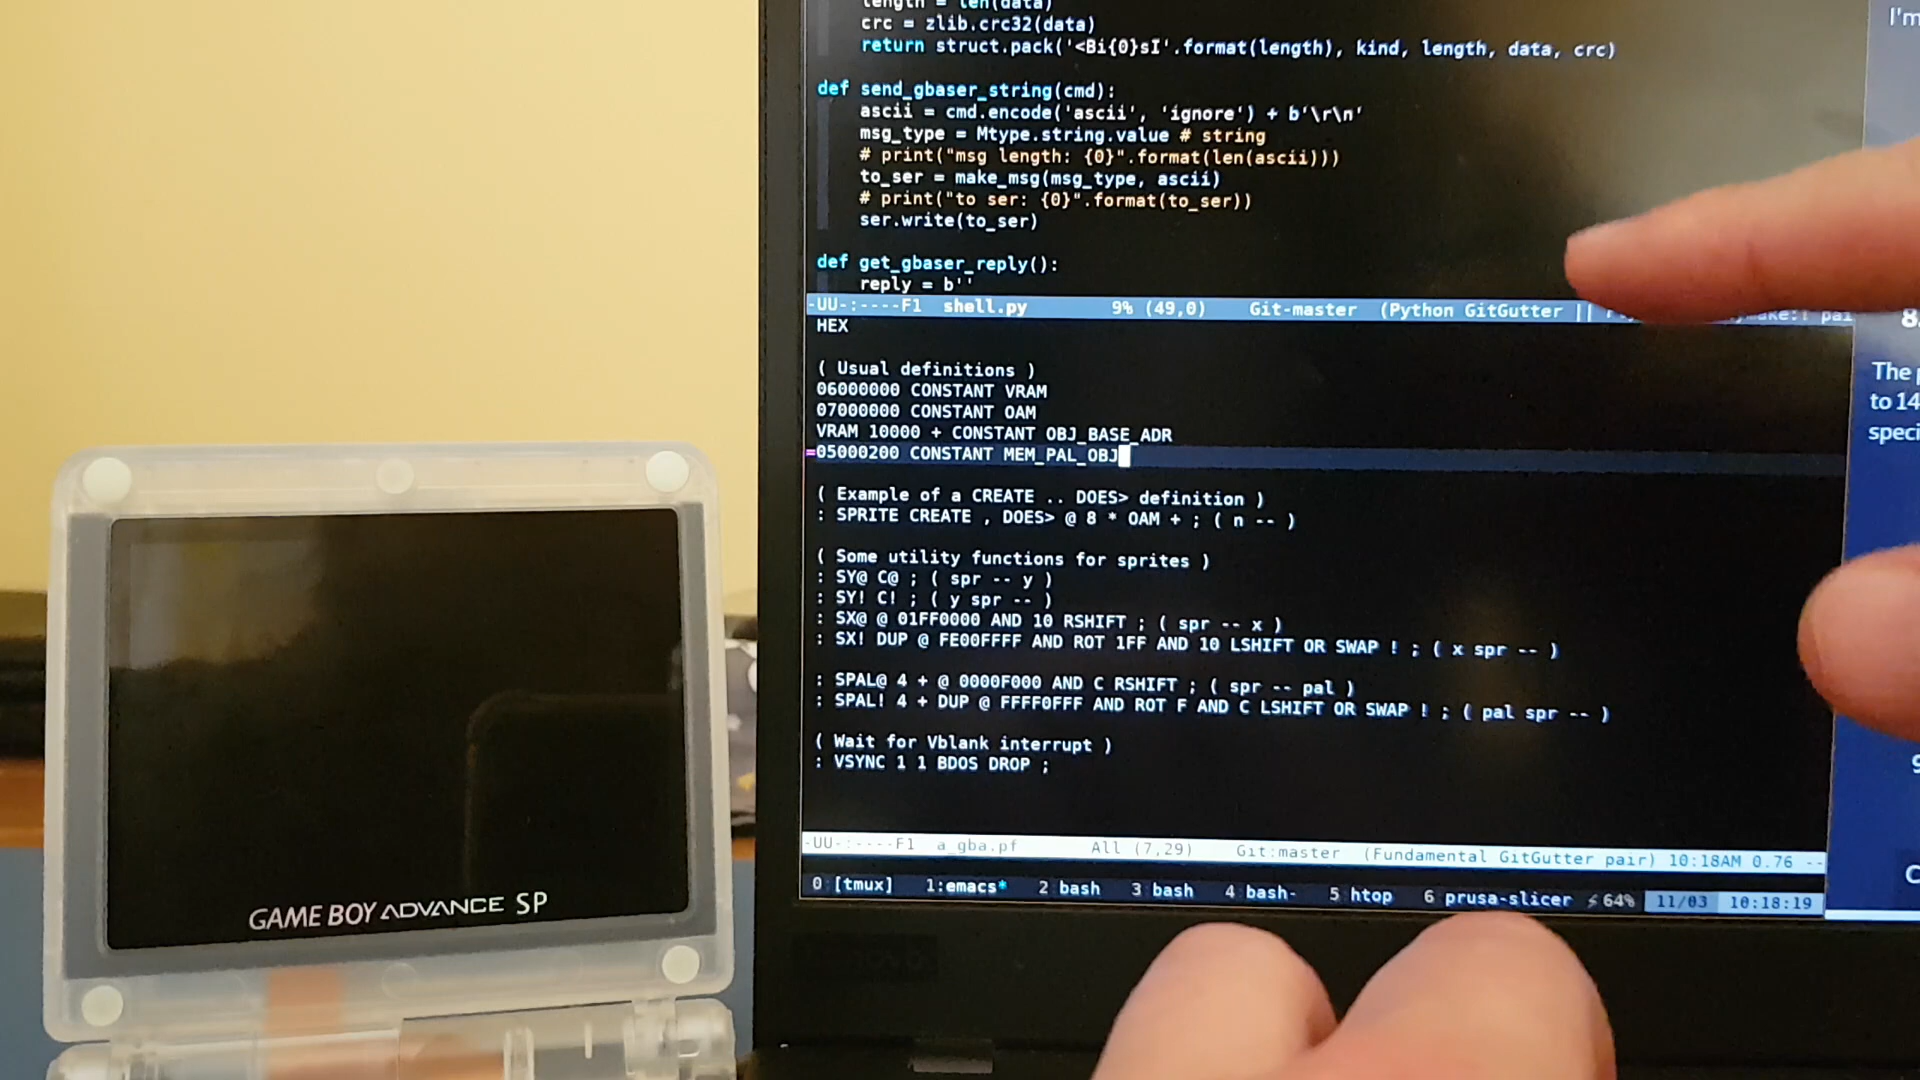 length = len(data)
crc = zlib.crc32(data)
return struct.pack('<Bi{0}sI'.format(length), kind, length, data, crc)
def send_gbaser_string(cmd):
ascii = cmd.encode('ascii', 'ignore') + b'\r\n'
msg_type = Mtype.string.value # string
# print("msg length: {0}".format(len(ascii)))
to_ser = make_msg(msg_type, ascii)
# print("to ser: {0}".format(to_ser))
ser.write(to_ser)
def get_gbaser_reply():
reply = b''
-UU-:----F1 shell.py 9% (49,0) Git-master (Python GitGutter ||
HEX
( Usual definitions )
06000000 CONSTANT VRAM
07000000 CONSTANT OAM
VRAM 10000 + CONSTANT OBJ_BASE_ADR
=05000200 CONSTANT MEM_PAL_OBJ
( Example of a CREATE .. DOES> definition )
: SPRITE CREATE , DOES> @ 8 * OAM + ; ( n -- )
( Some utility functions for sprites )
: SY@ C@ ; ( spr -- y )
: SY! C! ; ( y spr -- )
: SX@ @ 01FF0000 AND 10 RSHIFT ; ( spr -- x )
: SX! DUP @ FE00FFFF AND ROT 1FF AND 10 LSHIFT OR SWAP ! ; ( x spr -- )
: SPAL@ 4 + @ 0000F000 AND C RSHIFT ; ( spr -- pal )
: SPAL! 4 + DUP @ FFFF0FFF AND ROT F AND C LSHIFT OR SWAP ! ; ( pal spr -- )
( Wait for Vblank interrupt )
: VSYNC 1 1 BDOS DROP ;
-UU-:----F1 a_gba.pf All (7,29) Git:master (Fundamental GitGutter pair) 10:18AM 0.76 --
0 [tmux] 1:emacs* 2 bash 3 bash 4 bash- 5 htop 6 prusa-slicer ⚡64% 11/03 10:18:19
I'm
The
to 14
GAME BOY ADVANCE SP